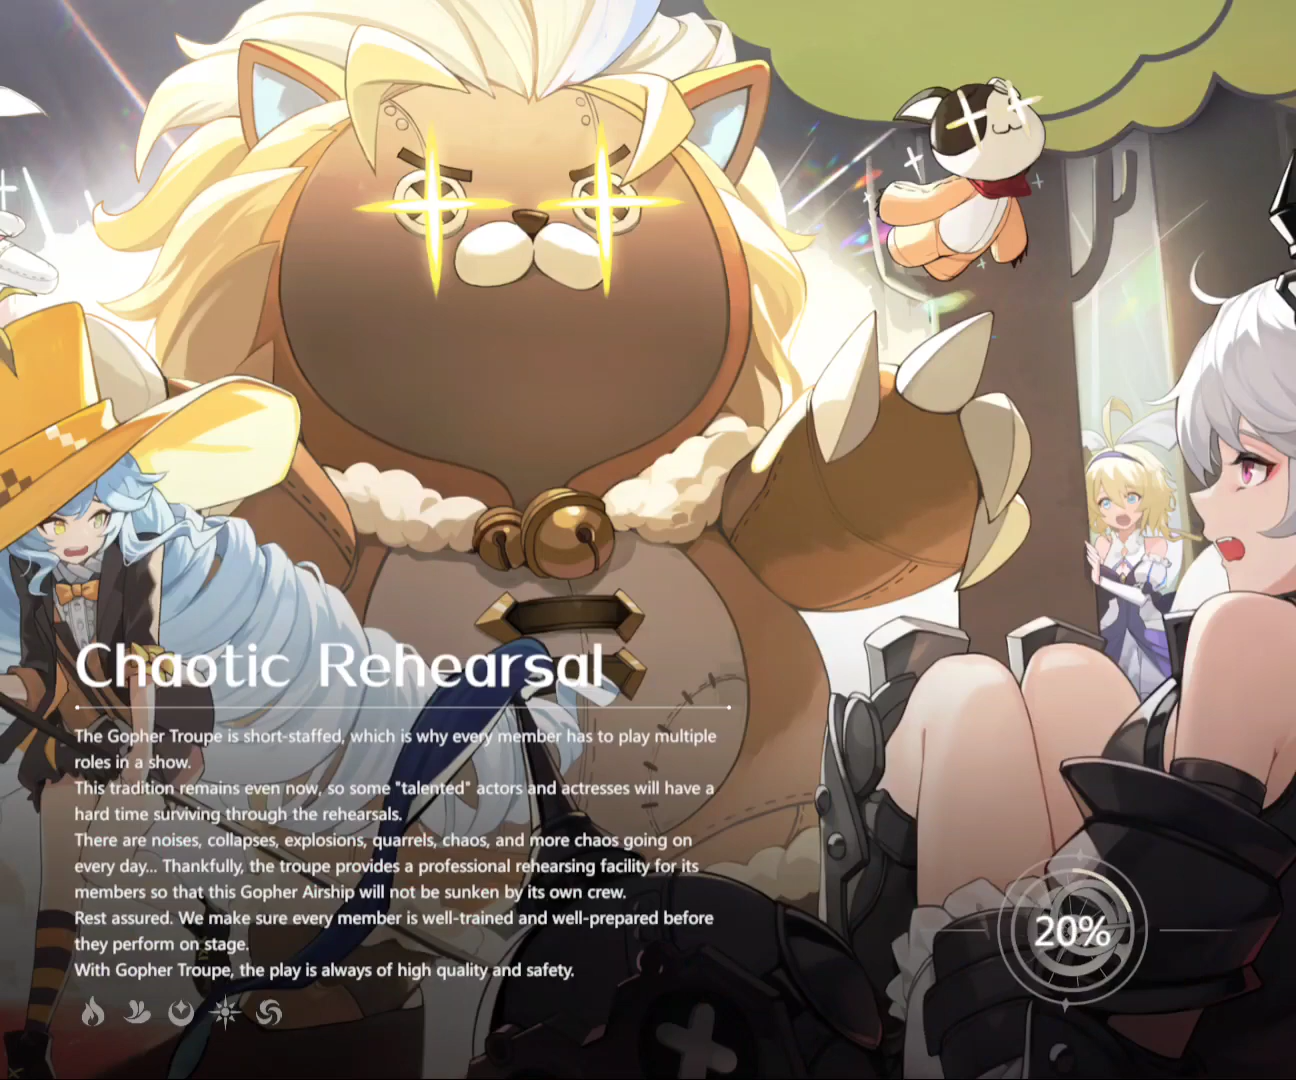 Chaotic Rehearsal
The Gopher Troupe is short-staffed, which is why every member has to play multiple
roles in a show.
This tradition remains even now, so some "talented" actors and actresses will have a
hard time surviving through the rehearsals.
There are noises, collapses, explosions, quarrels, chaos, and more chaos going on
every day... Thankfully, the troupe provides a professional rehearsing facility for its
members so that this Gopher Airship will not be sunken by its own crew.
Rest assured. We make sure every member is well-trained and well-prepared before
they perform on stage.
With Gopher Troupe, the play is always of high quality and safety.
20%